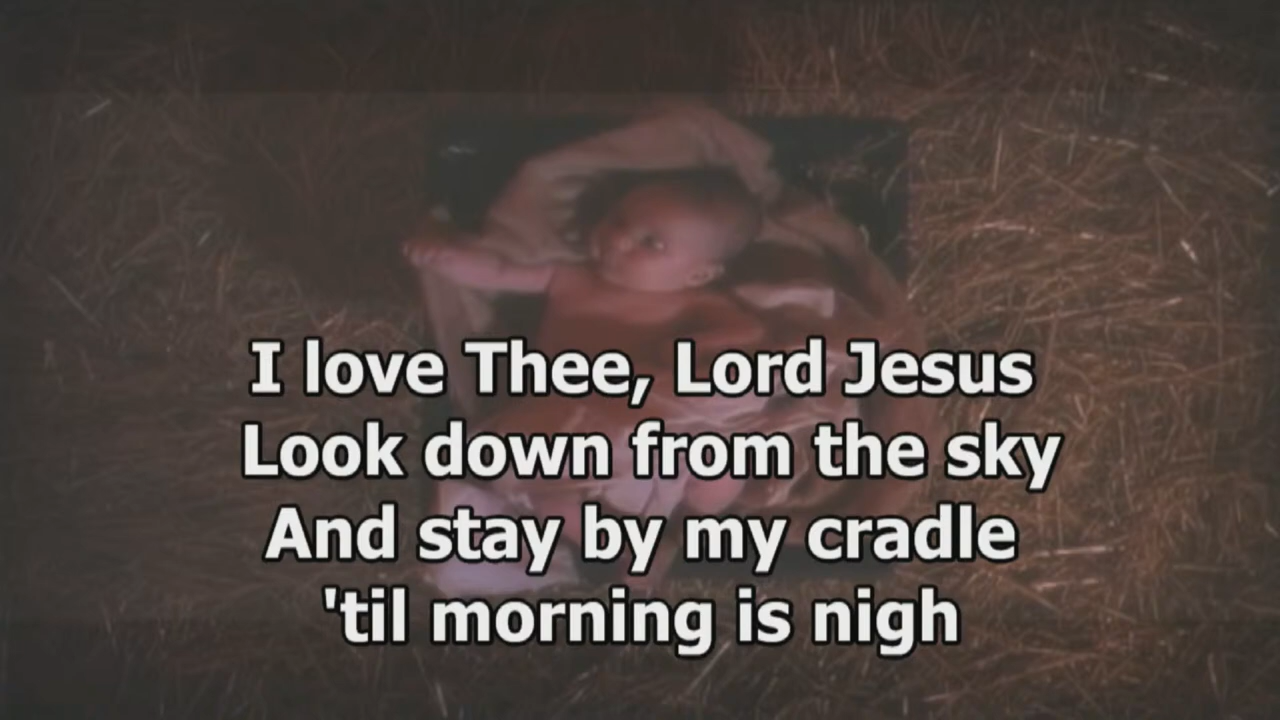 I love Thee, Lord Jesus
Look down from the sky
And stay by my cradle
'til morning is nigh